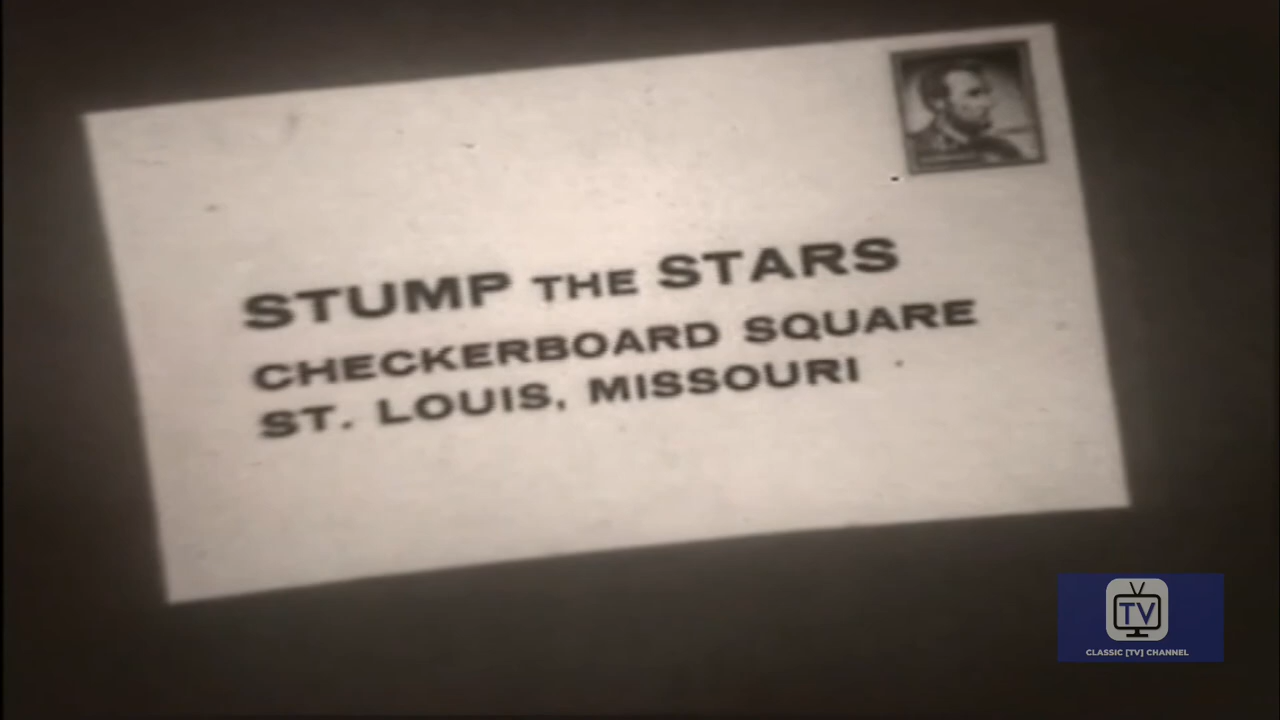 STUMP THE STARS
CHECKERBOARD SQUARE
ST. LOUIS, MISSOURI
TV
CLASSIC [TV] CHANNEL